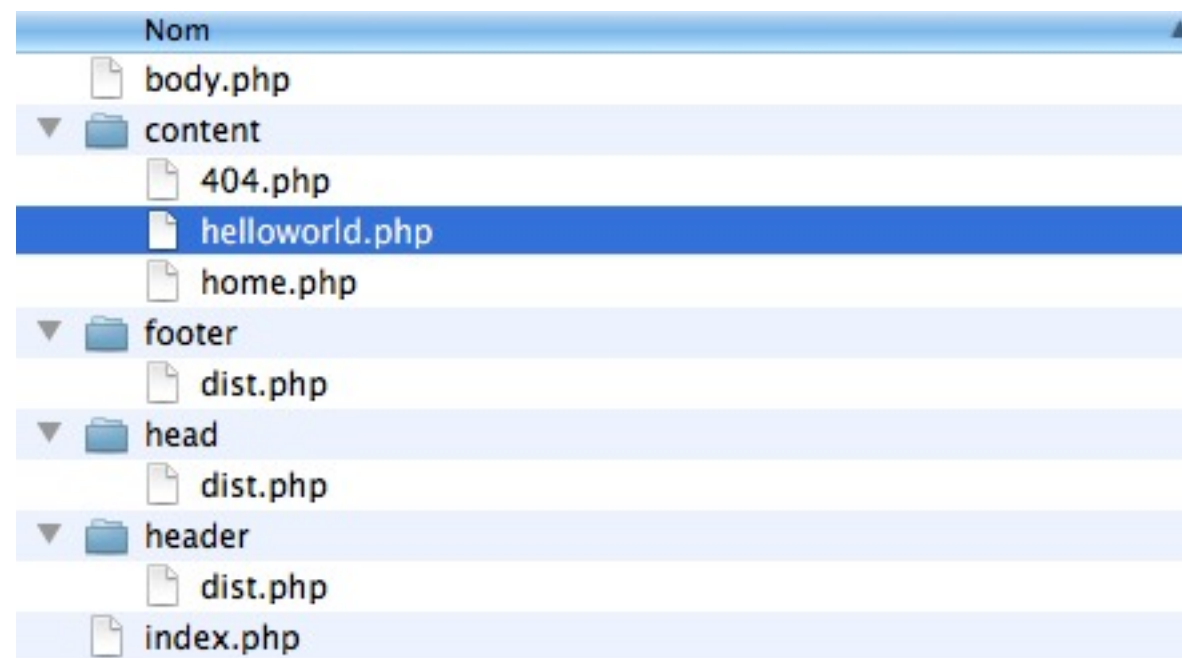 Nom
body.php
content
404.php
helloworld.php
home.php
footer
dist.php
head
dist.php
header
dist.php
index.php